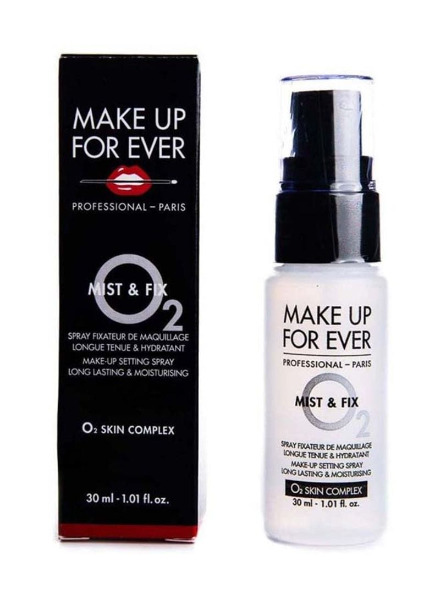 MAKE UP
FOR EVER
PROFESSIONAL – PARIS
O2
MIST & FIX
SPRAY FIXATEUR DE MAQUILLAGE
LONGUE TENUE & HYDRATANT
MAKE-UP SETTING SPRAY
LONG LASTING & MOISTURISING
O2 SKIN COMPLEX
30 ml - 1.01 fl. oz.
MAKE UP
FOR EVER
PROFESSIONAL – PARIS
O2
MIST & FIX
SPRAY FIXATEUR DE MAQUILLAGE
LONGUE TENUE & HYDRATANT
MAKE-UP SETTING SPRAY
LONG LASTING & MOISTURISING
O2 SKIN COMPLEX
30 ml - 1.01 fl. oz.